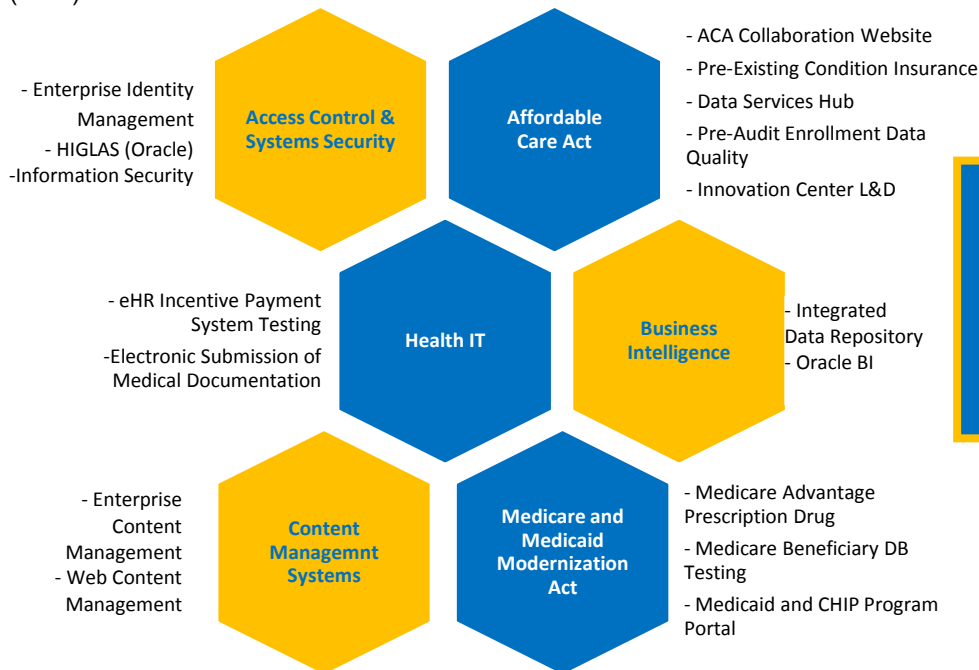 - Enterprise Identity
Management
- HIGLAS (Oracle)
-Information Security
Access Control &
Systems Security
Affordable
Care Act
- ACA Collaboration Website
- Pre-Existing Condition Insurance
- Data Services Hub
- Pre-Audit Enrollment Data
Quality
- Innovation Center L&D
- eHR Incentive Payment
System Testing
-Electronic Submission of
Medical Documentation
Health IT
Business
Intelligence
- Integrated
Data Repository
- Oracle BI
- Enterprise
Content
Management
- Web Content
Management
Content
Managemnt
Systems
Medicare and
Medicaid
Modernization
Act
- Medicare Advantage
Prescription Drug
- Medicare Beneficiary DB
Testing
- Medicaid and CHIP Program
Portal